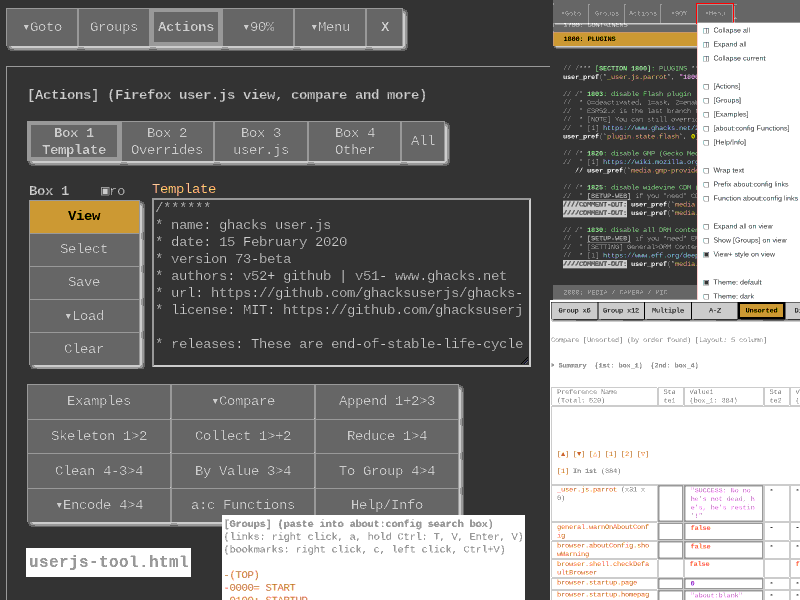 ▾Goto Groups Actions ▾90% ▾Menu X
[Actions] (Firefox user.js view, compare and more)
Box 1 Box 2 Box 3 Box 4 All
Template Overrides user.js Other
Box 1 ▣ro Template
View
Select
Save
▾Load
Clear
/******
* name: ghacks user.js
* date: 15 February 2020
* version 73-beta
* authors: v52+ github | v51- www.ghacks.net
* url: https://github.com/ghacksuserjs/ghacks-
* license: MIT: https://github.com/ghacksuserj
* releases: These are end-of-stable-life-cycle
Examples ▾Compare Append 1+2>3
Skeleton 1>2 Collect 1>+2 Reduce 1>4
Clean 4-3>4 By Value 3>4 To Group 4>4
▾Encode 4>4 a:c Functions Help/Info
userjs-tool.html
[Groups] (paste into about:config search box)
(links: right click, a, hold Ctrl: T, V, Enter, V)
(bookmarks: right click, c, left click, Ctrl+V)
-(TOP)
-0000= START
-0100: STARTUP
▾Goto Groups Actions ▾90% ▾Menu
1700: CONTAINERS
1800: PLUGINS
// /*** [SECTION 1800]: PLUGINS **
user_pref("_user.js.parrot", "1800
// /* 1803: disable Flash plugin
// * 0=deactivated, 1=ask, 2=enab
// * ESR52.x is the last branch
// * [NOTE] You can still overri
// * [1] https://www.ghacks.net/2
user_pref("plugin.state.flash", 0
// /* 1820: disable GMP (Gecko Med
// * [1] https://wiki.mozilla.org
// user_pref("media.gmp-provide
// /* 1825: disable widevine CDM (
// * [SETUP-WEB] if you *need* CD
////COMMENT-OUT: user_pref("media.
////COMMENT-OUT: user_pref("media.
// /* 1830: disable all DRM conten
// * [SETUP-WEB] if you *need* EM
// * [SETTING] General>DRM Conten
// * [1] https://www.eff.org/deep
////COMMENT-OUT: user_pref("media.
2000: MEDIA / CAMERA / MIC
Collapse all
Expand all
Collapse current
[Actions]
[Groups]
[Examples]
[about:config Functions]
[Help/Info]
Wrap text
Prefix about:config links
Function about:config links
Expand all on view
Show [Groups] on view
View+ style on view
Theme: default
Theme: dark
Group x6 Group x12 Multiple A-Z Unsorted
Compare [Unsorted] (by order found) [Layout: 5 column]
▸ Summary (1st: box_1) (2nd: box_4)
Preference Name Sta Value1 Sta
(Total: 520) te1 (box_1: 384) te2
[▲] [▼] [△] [1] [2] [▽]
[1] In 1st (384)
_user.js.parrot (x31 x 0) "SUCCESS: No no he's not dead, he's, he's restin'!"
general.warnOnAboutConfig false
browser.aboutConfig.showWarning false
browser.shell.checkDefaultBrowser false
browser.startup.page 0
browser.startup.homepag "about:blank"